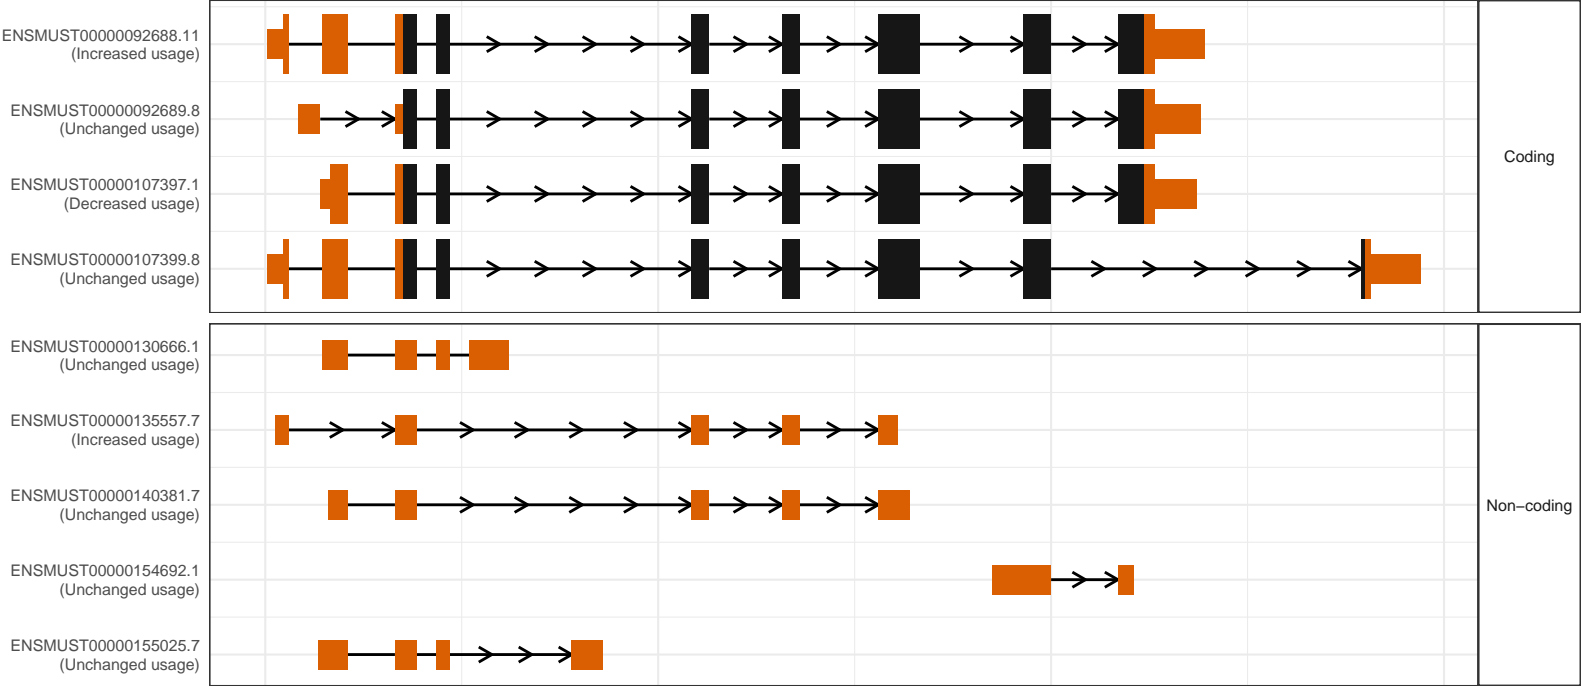 ENSMUST00000092688.11
(Increased usage)
ENSMUST00000092689.8
(Unchanged usage)
ENSMUST00000107397.1
(Decreased usage)
ENSMUST00000107399.8
(Unchanged usage)
Coding
ENSMUST00000130666.1
(Unchanged usage)
ENSMUST00000135557.7
(Increased usage)
ENSMUST00000140381.7
(Unchanged usage)
ENSMUST00000154692.1
(Unchanged usage)
ENSMUST00000155025.7
(Unchanged usage)
Non−coding